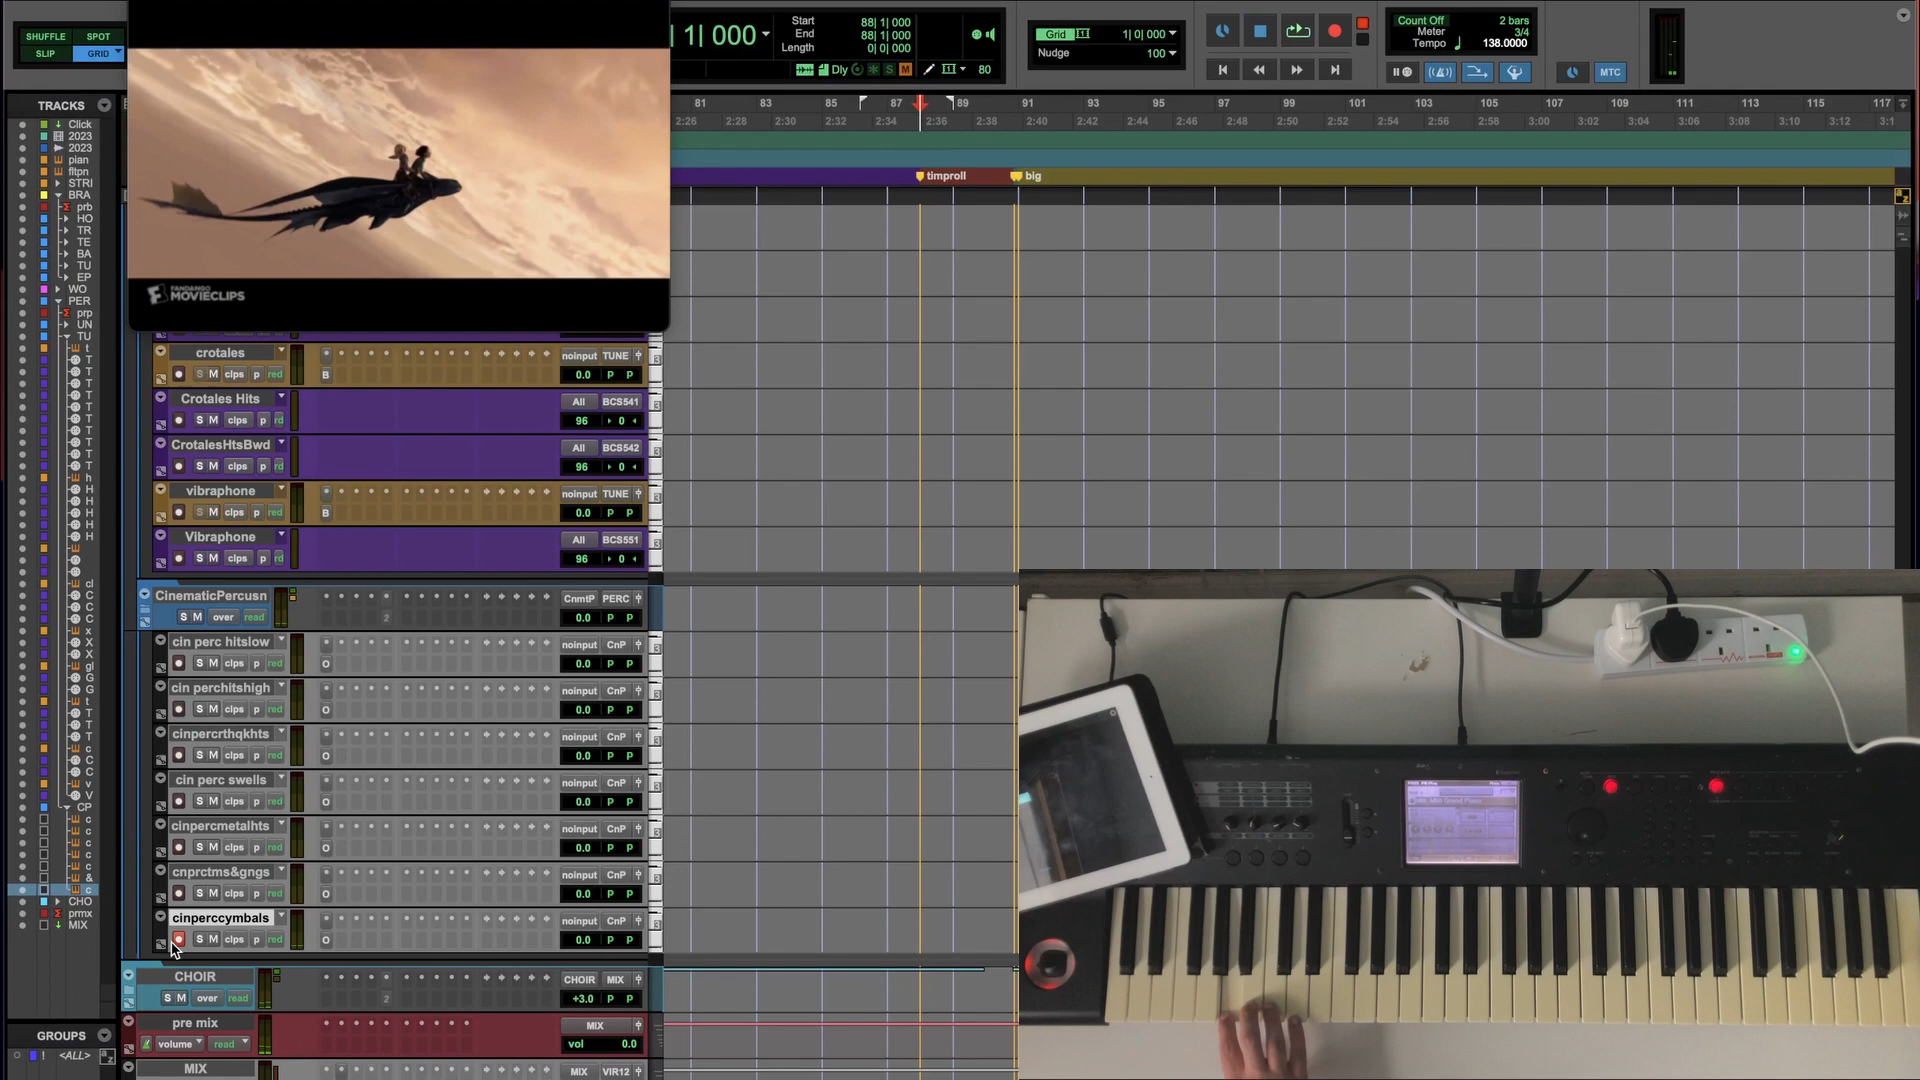 SHUFFLE SPOT
SLIP GRID
1| 000
Start 88| 1| 000
End 88| 1| 000
Length 0| 0| 000
Dly S M 80
Grid 1| 0| 000
Nudge 100
Count Off 2 bars
Meter 3/4
Tempo 138.0000
MTC
TRACKS
81 83 85 87 89 91 93 95 97 99 101 103 105 107 109 111 113 115 117
2:26 2:28 2:30 2:32 2:34 2:36 2:38 2:40 2:42 2:44 2:46 2:48 2:50 2:52 2:54 2:56 2:58 3:02 3:04 3:06 3:08 3:10 3:12 3:1
timproll big
Click
2023
2023
pian
fltpn
STRI
BRA
prb
HO
TR
TE
BA
TU
EP
WO
PER
prp
UN
TU
t
T
T
T
T
T
T
T
T
T
T
h
H
H
H
H
H
cl
C
C
C
x
X
X
gl
G
G
t
T
T
T
c
C
C
v
V
CP
c
c
c
c
c
&
c
CHO
prmx
MIX
FANDANGO
MOVIECLIPS
crotales noinput TUNE
S M clps p red B 0.0 P P
Crotales Hits All BCS541
S M clps p rd 96 0
CrotalesHtsBwd All BCS542
S M clps p rd 96 0
vibraphone noinput TUNE
S M clps p red B 0.0 P P
Vibraphone All BCS551
S M clps p rd 96 0
CinematicPercusn CnmtP PERC
S M over read 2 0.0 P P
cin perc hitslow noinput CnP
S M clps p red O 0.0 P P
cin perchitshigh noinput CnP
S M clps p red O 0.0 P P
cinpercrthqkhts noinput CnP
S M clps p red O 0.0 P P
cin perc swells noinput CnP
S M clps p red O 0.0 P P
cinpercmetalhts noinput CnP
S M clps p red O 0.0 P P
cnprctms&gngs noinput CnP
S M clps p red O 0.0 P P
cinperccymbals noinput CnP
S M clps p red O 0.0 P P
CHOIR CHOIR MIX
S M over read 2 +3.0 P P
pre mix MIX
volume read vol 0.0
MIX MIX VIR12
GROUPS
! <ALL> a z